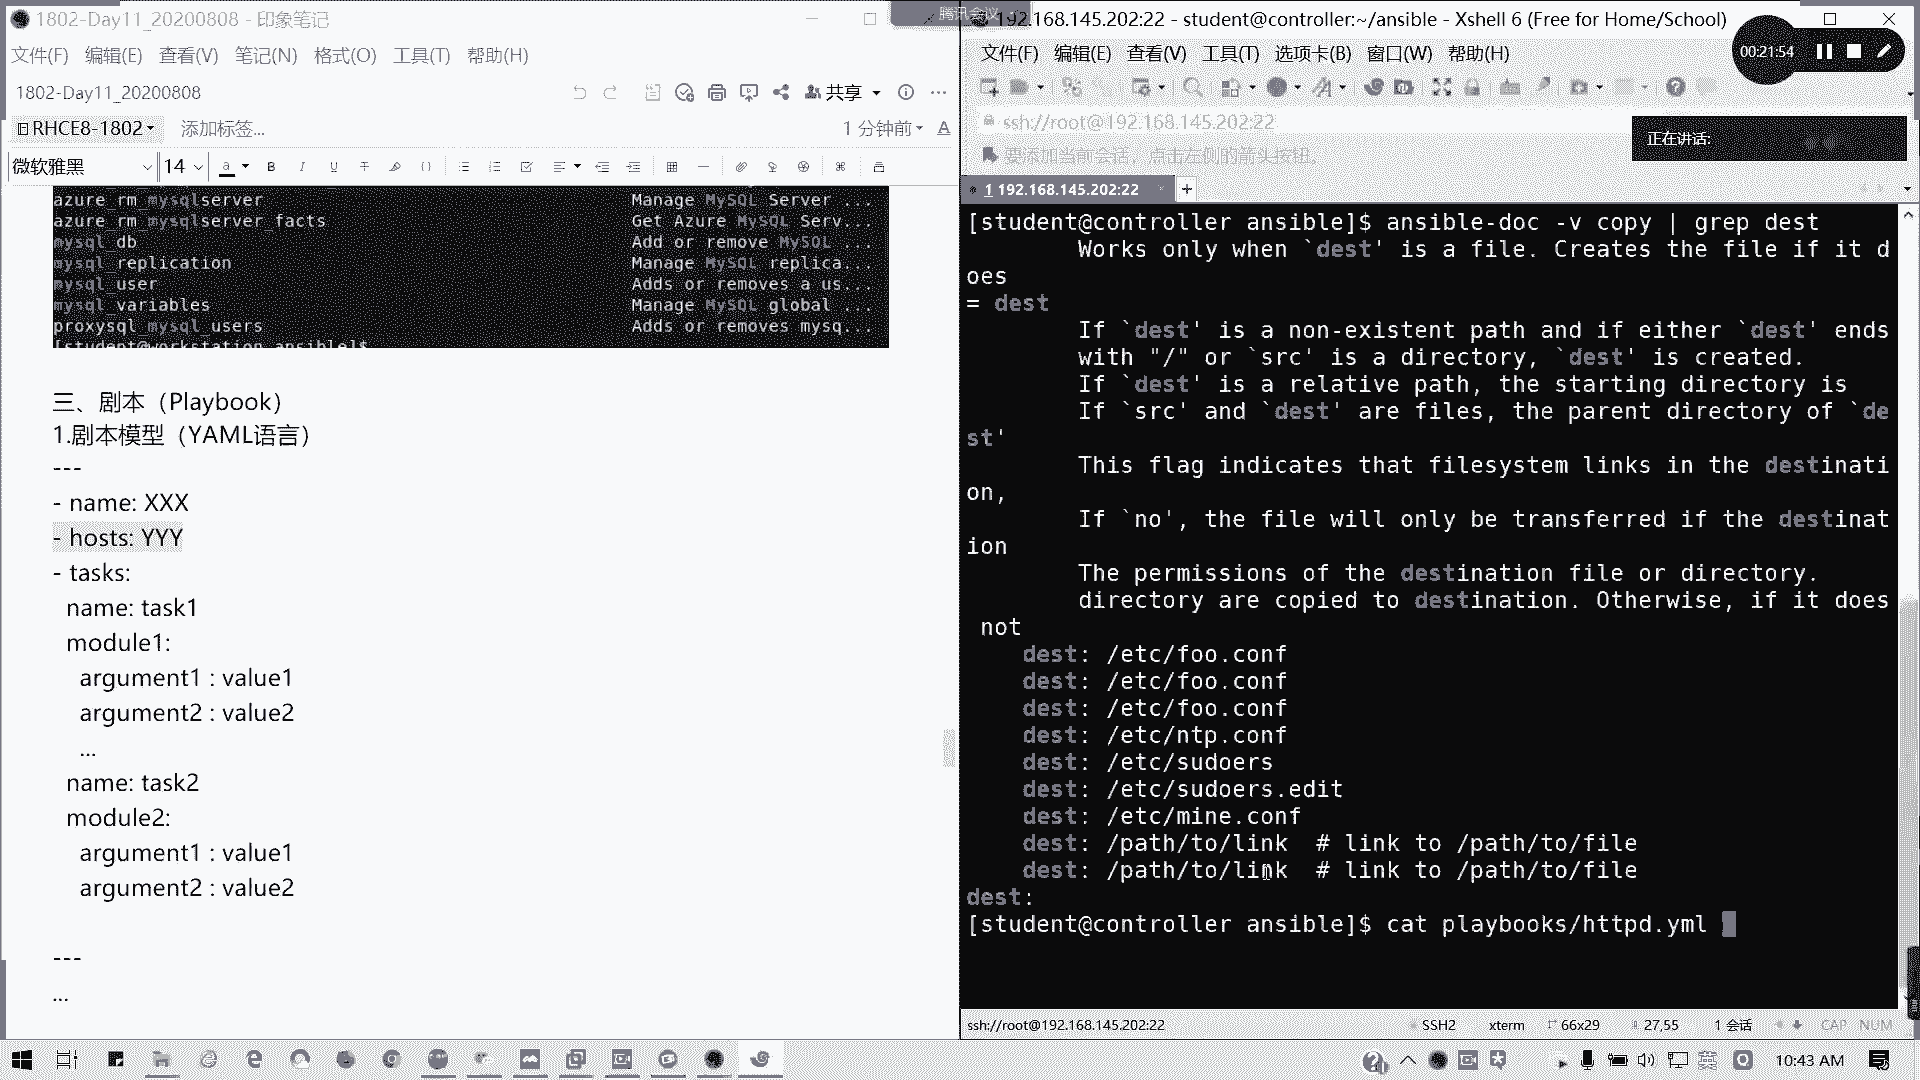 1802-Day11_20200808 - 印象笔记
文件(F) 编辑(E) 查看(V) 笔记(N) 格式(O) 工具(T) 帮助(H)
1802-Day11_20200808
共享
RHCE8-1802
添加标签...
1 分钟前
微软雅黑 14
azure_rm_mysqlserver Manage MySQL Server ...
azure_rm_mysqlserver_facts Get Azure MySQL Serv...
mysql_db Add or remove MySQL ...
mysql_replication Manage MySQL replica...
mysql_user Adds or removes a us...
mysql_variables Manage MySQL global ...
proxysql_mysql_users Adds or removes mysq...
[student@workstation ansible]$
三、剧本（Playbook）
1.剧本模型（YAML语言）
---
- name: XXX
- hosts: YYY
- tasks:
name: task1
module1:
argument1 : value1
argument2 : value2
...
name: task2
module2:
argument1 : value1
argument2 : value2
---
...
腾讯会议
192.168.145.202:22 - student@controller:~/ansible - Xshell 6 (Free for Home/School)
文件(F) 编辑(E) 查看(V) 工具(T) 选项卡(B) 窗口(W) 帮助(H)
00:21:54
ssh://root@192.168.145.202:22
要添加当前会话，点击左侧的箭头按钮。
正在讲话:
1 192.168.145.202:22
[student@controller ansible]$ ansible-doc -v copy | grep dest
Works only when `dest' is a file. Creates the file if it d
oes
= dest
If `dest' is a non-existent path and if either `dest' ends
with "/" or `src' is a directory, `dest' is created.
If `dest' is a relative path, the starting directory is
If `src' and `dest' are files, the parent directory of `de
st'
This flag indicates that filesystem links in the destinati
on,
If `no', the file will only be transferred if the destinat
ion
The permissions of the destination file or directory.
directory are copied to destination. Otherwise, if it does
not
dest: /etc/foo.conf
dest: /etc/foo.conf
dest: /etc/foo.conf
dest: /etc/ntp.conf
dest: /etc/sudoers
dest: /etc/sudoers.edit
dest: /etc/mine.conf
dest: /path/to/link # link to /path/to/file
dest: /path/to/link # link to /path/to/file
dest:
[student@controller ansible]$ cat playbooks/httpd.yml
ssh://root@192.168.145.202:22 SSH2 xterm 66x29 27,55 1 会话 CAP NUM
英 10:43 AM